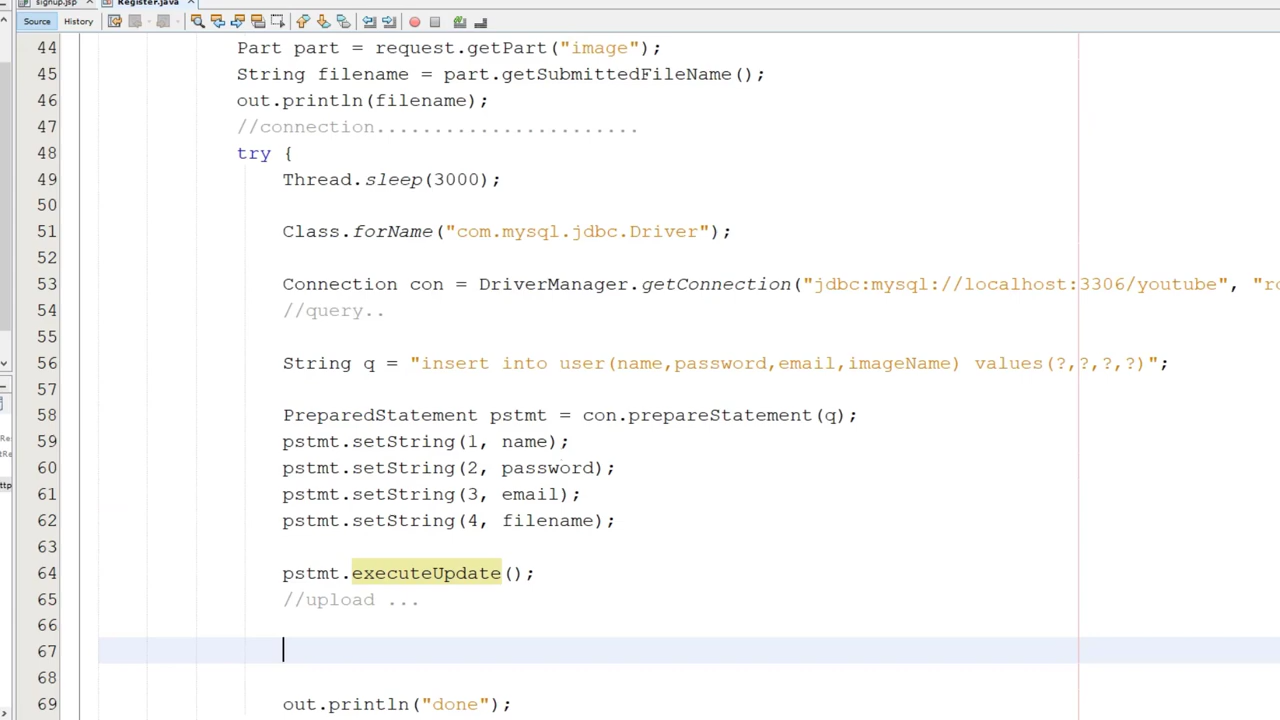 signup.jsp Register.java
Source History
44 Part part = request.getPart("image");
45 String filename = part.getSubmittedFileName();
46 out.println(filename);
47 //connection.......................
48 try {
49 Thread.sleep(3000);
50
51 Class.forName("com.mysql.jdbc.Driver");
52
53 Connection con = DriverManager.getConnection("jdbc:mysql://localhost:3306/youtube", "ro
54 //query..
55
56 String q = "insert into user(name,password,email,imageName) values(?,?,?,?)";
57
58 PreparedStatement pstmt = con.prepareStatement(q);
59 pstmt.setString(1, name);
60 pstmt.setString(2, password);
61 pstmt.setString(3, email);
62 pstmt.setString(4, filename);
63
64 pstmt.executeUpdate();
65 //upload ...
66
67
68
69 out.println("done");